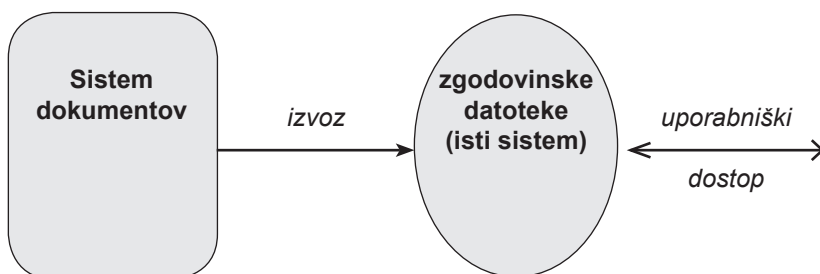 Sistem
dokumentov
izvoz
zgodovinske
datoteke
(isti sistem)
uporabniški
dostop